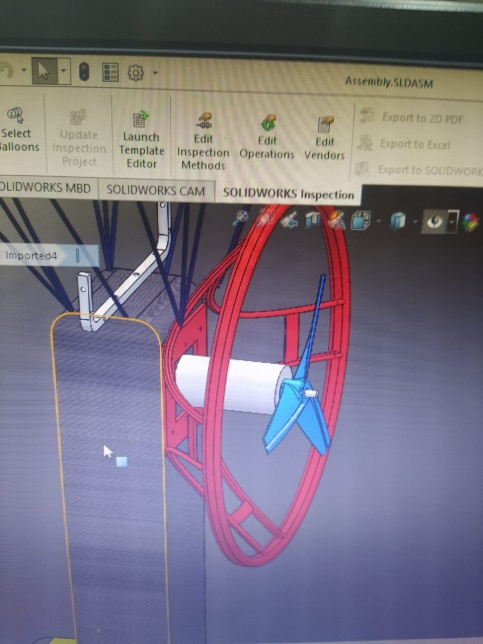 Assembly.SLDASM
Select
Balloons
Update
Inspection
Project
Launch
Template
Editor
Edit
Inspection
Methods
Edit
Operations
Edit
Vendors
Export to 2D PDF
Export to Excel
Export to SOLIDWORK
OLIDWORKS MBD
SOLIDWORKS CAM
SOLIDWORKS Inspection
Imported4